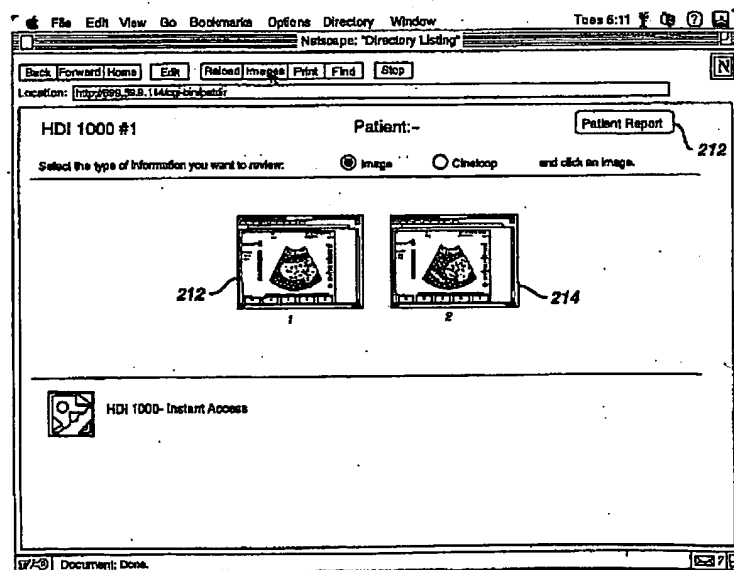 File Edit View Go Bookmarks Options Directory Window Tues 6:11
Netscape: "Directory Listing"
Back Forward Home Edit Reload Images Print Find Stop
N
Location:
HDI 1000 #1 Patient:- Patient Report
212
Select the type of information you want to review: Image Cineloop and click an image.
212
214
1 2
HDI 1000- Instant Access
Document: Done.